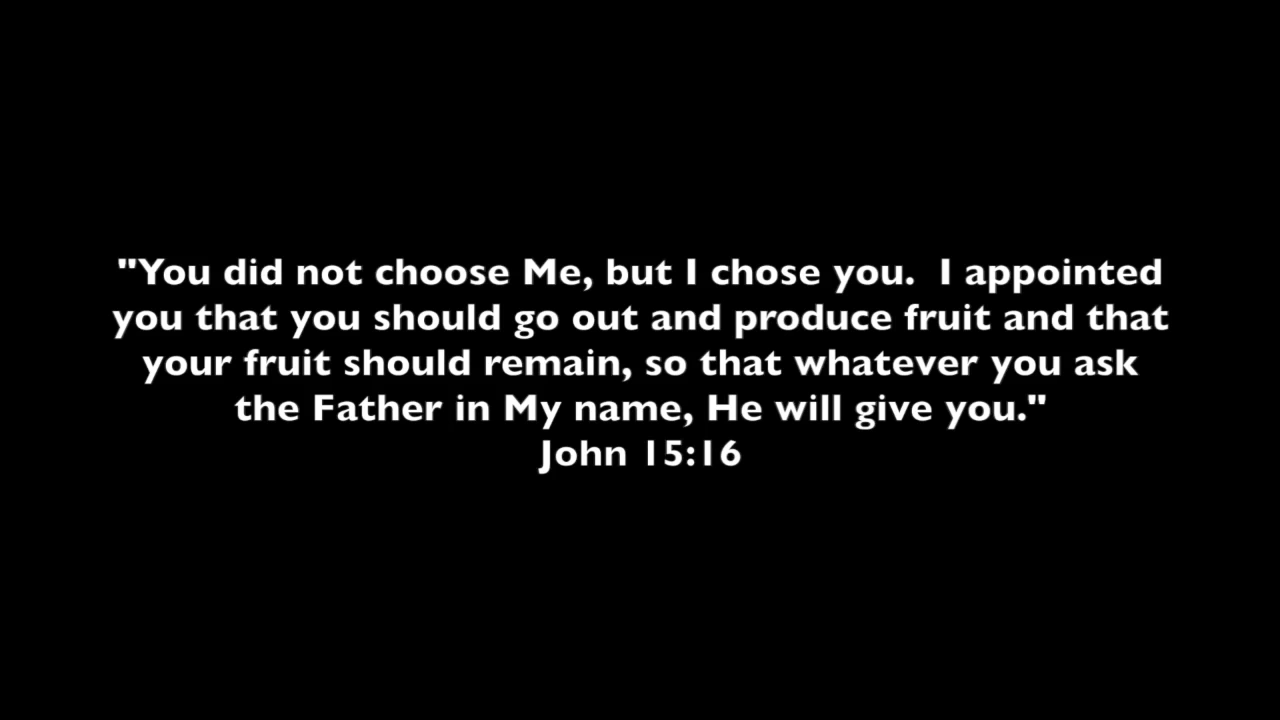 "You did not choose Me, but I chose you.  I appointed
you that you should go out and produce fruit and that
your fruit should remain, so that whatever you ask
the Father in My name, He will give you."
John 15:16